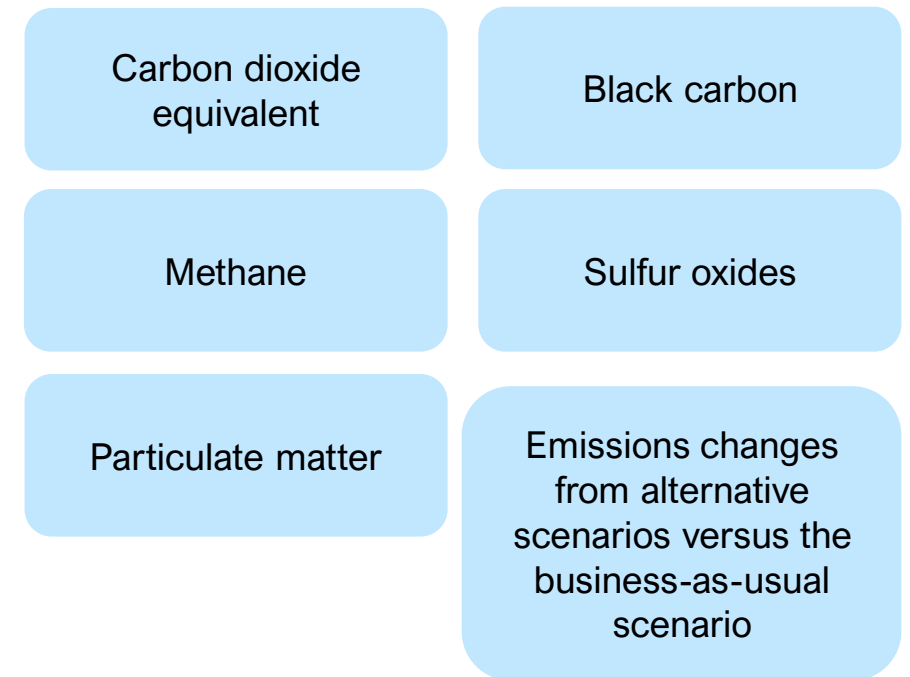 Carbon dioxide
equivalent
Black carbon
Methane
Sulfur oxides
Particulate matter
Emissions changes
from alternative
scenarios versus the
business-as-usual
scenario